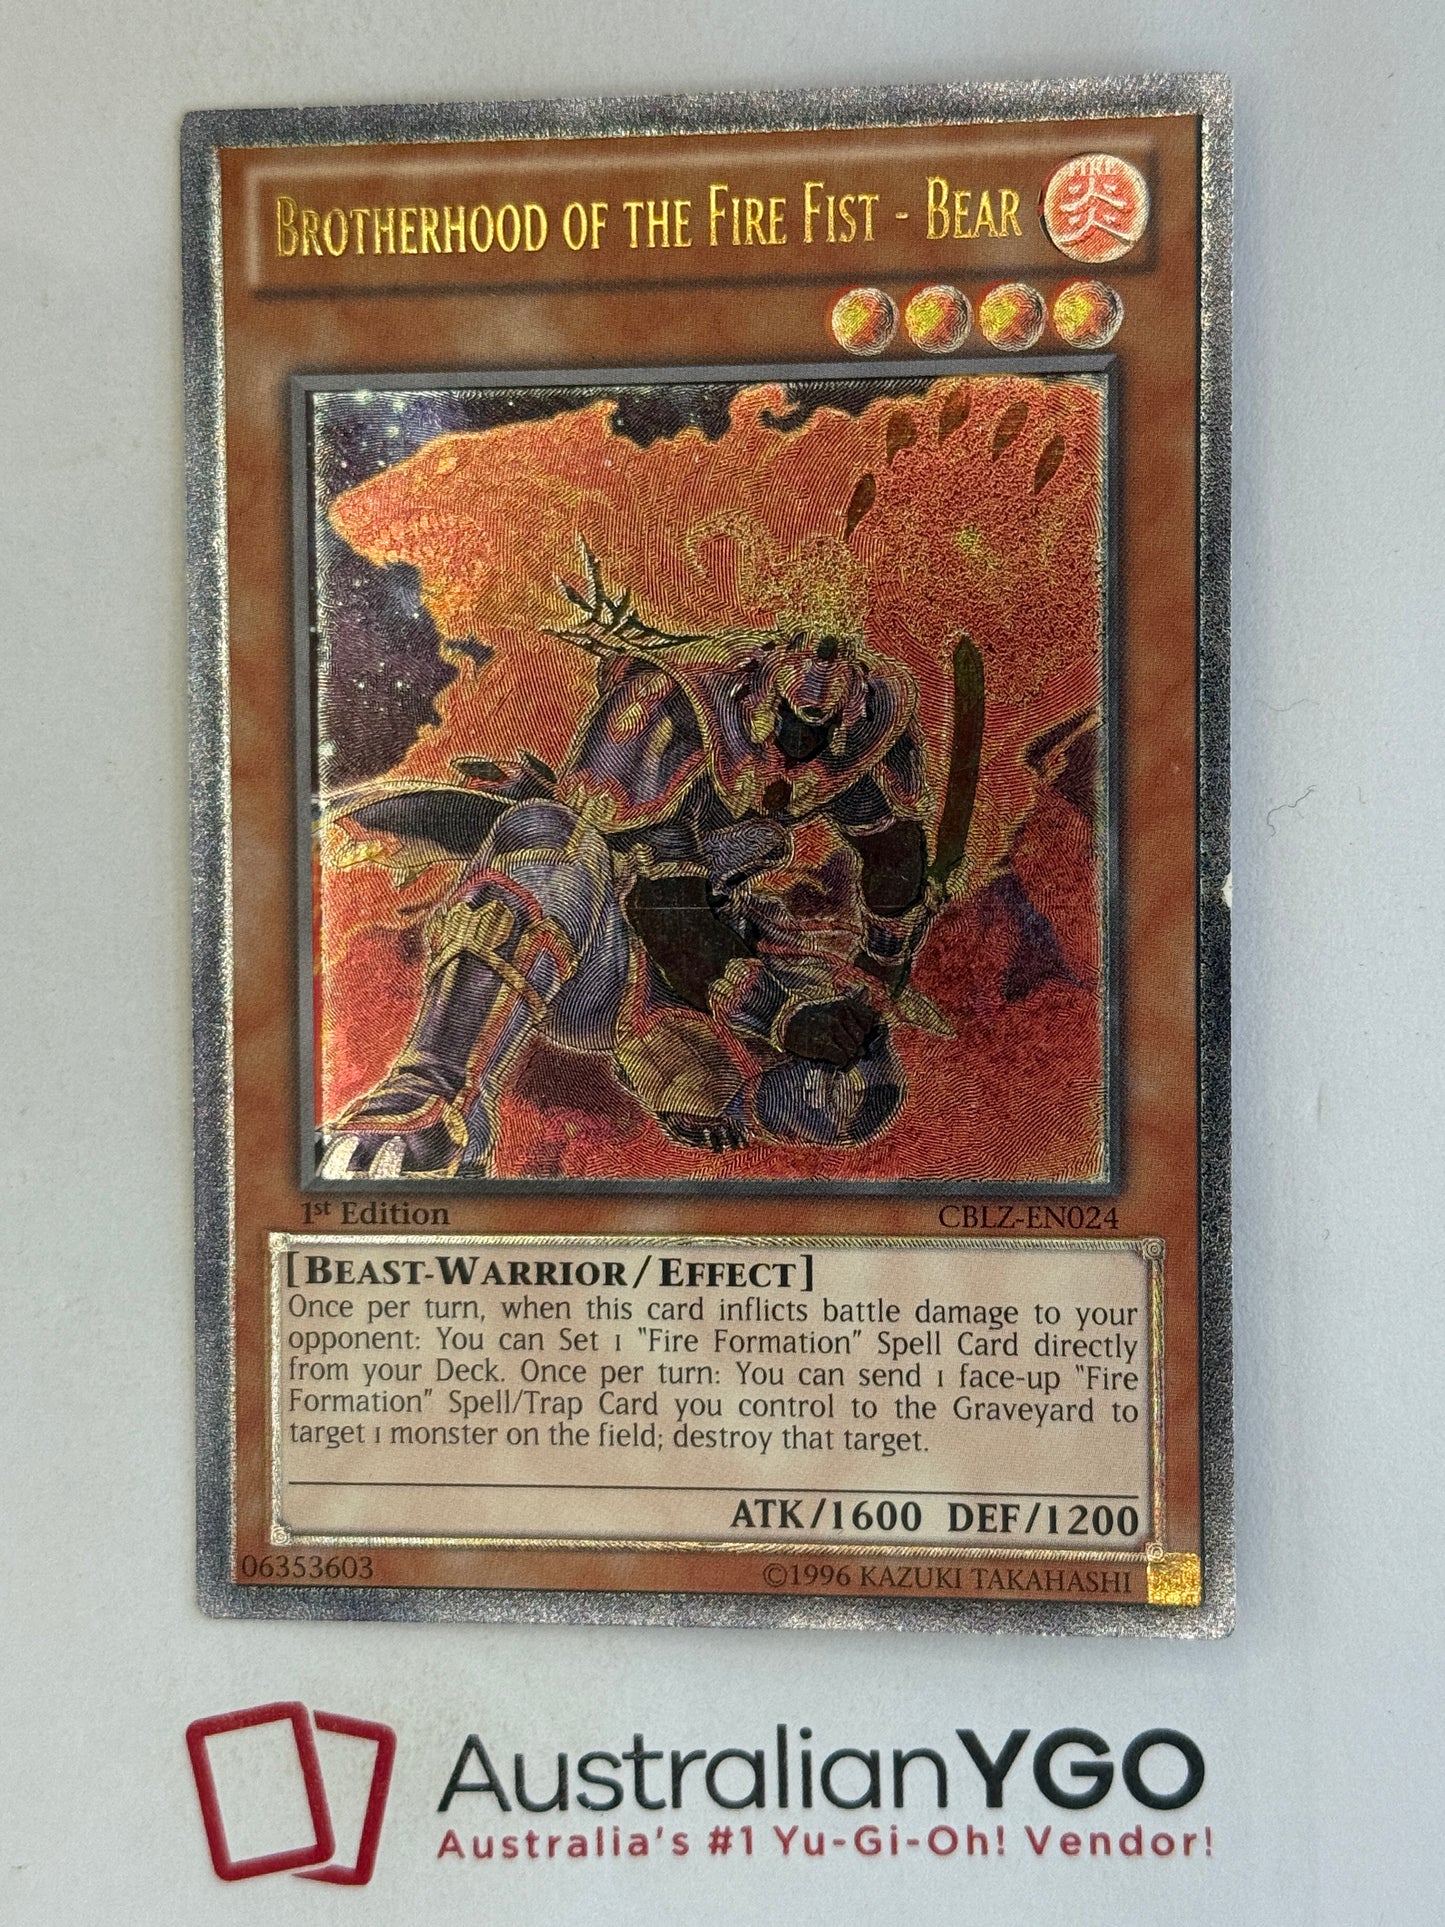 BROTHERHOOD OF THE FIRE FIST - BEAR
FIRE
炎
1st Edition
CBLZ-EN024
[BEAST-WARRIOR/EFFECT]
Once per turn, when this card inflicts battle damage to your
opponent: You can Set 1 "Fire Formation" Spell Card directly
from your Deck. Once per turn: You can send 1 face-up "Fire
Formation" Spell/Trap Card you control to the Graveyard to
target 1 monster on the field; destroy that target.
ATK/1600 DEF/1200
06353603
©1996 KAZUKI TAKAHASHI
AustralianYGO
Australia's #1 Yu-Gi-Oh! Vendor!